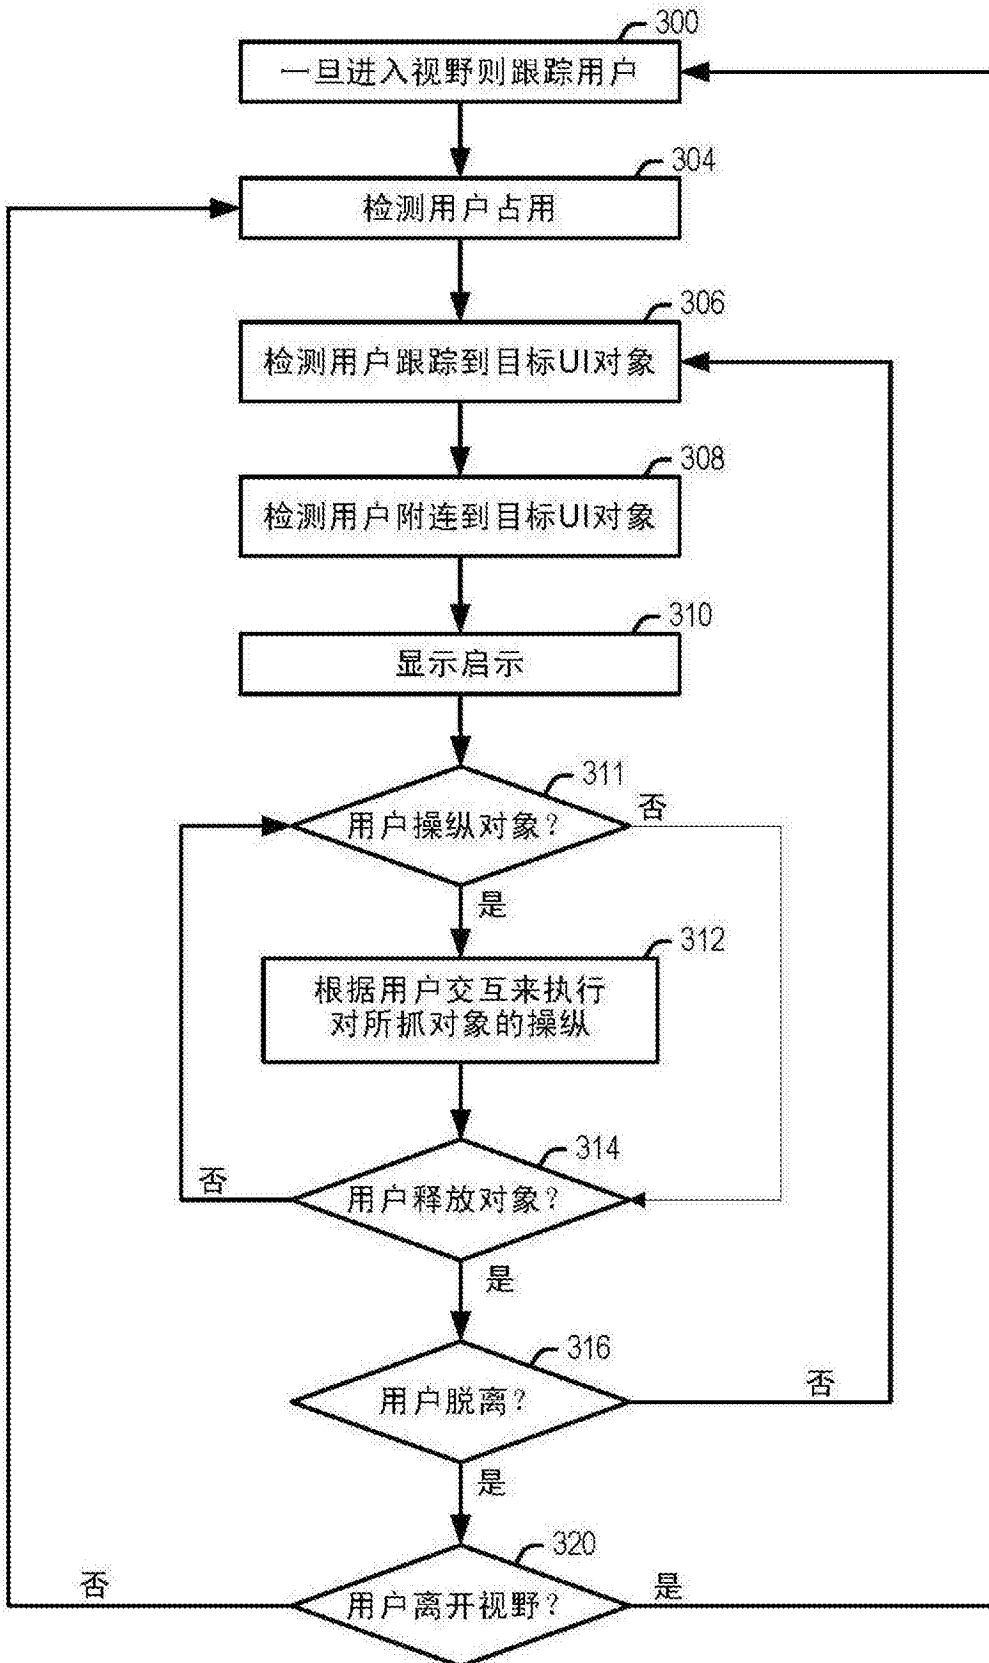 300
一旦进入视野则跟踪用户
304
检测用户占用
306
检测用户跟踪到目标UI对象
308
检测用户附连到目标UI对象
310
显示启示
311
用户操纵对象?
否
是
312
根据用户交互来执行
对所抓对象的操纵
314
用户释放对象?
否
是
316
用户脱离?
否
是
320
用户离开视野?
否
是